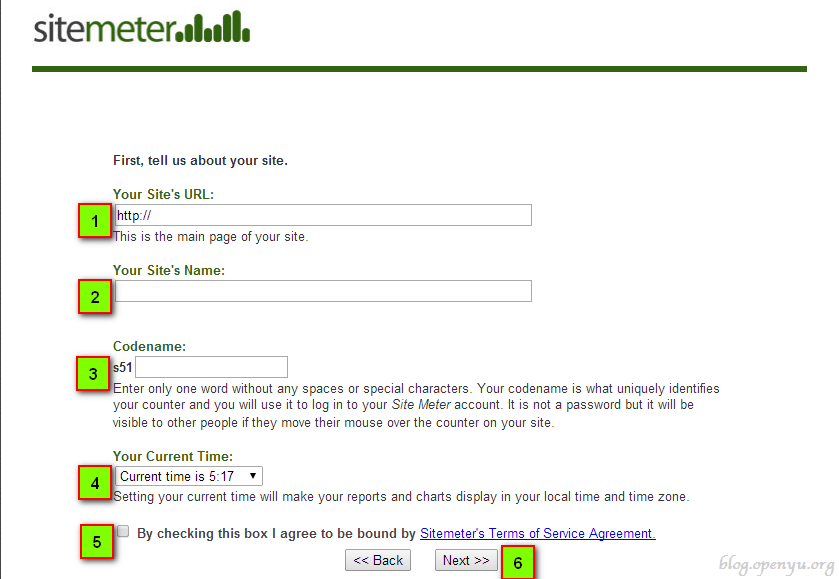 sitemeter
First, tell us about your site.
Your Site's URL:
1
http://
This is the main page of your site.
Your Site's Name:
2
Codename:
3
s51
Enter only one word without any spaces or special characters. Your codename is what uniquely identifies
your counter and you will use it to log in to your Site Meter account. It is not a password but it will be
visible to other people if they move their mouse over the counter on your site.
Your Current Time:
4
Current time is 5:17
Setting your current time will make your reports and charts display in your local time and time zone.
5
By checking this box I agree to be bound by Sitemeter's Terms of Service Agreement.
<< Back
Next >>
6
blog.openyu.org